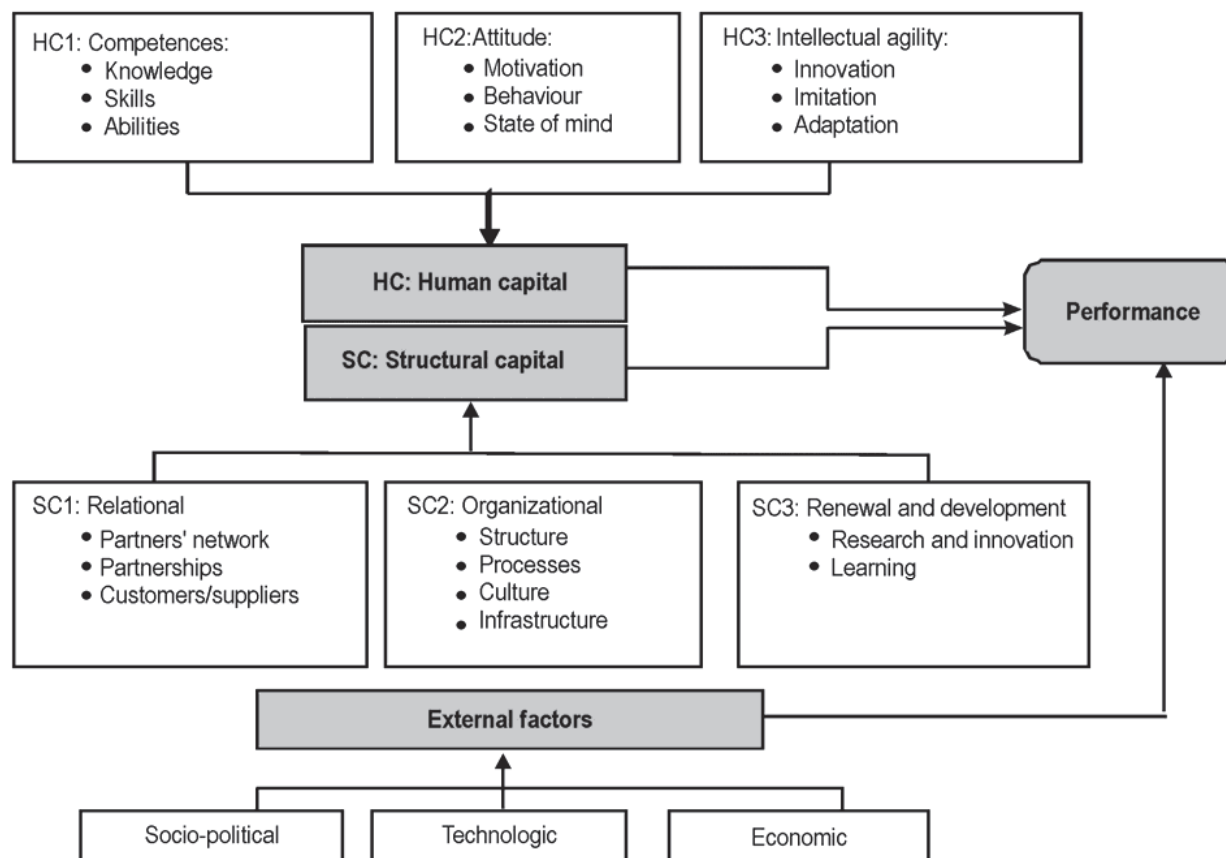 HC1: Competences:
• Knowledge
• Skills
• Abilities
HC2:Attitude:
• Motivation
• Behaviour
• State of mind
HC3: Intellectual agility:
• Innovation
• Imitation
• Adaptation
HC: Human capital
SC: Structural capital
Performance
SC1: Relational
• Partners' network
• Partnerships
• Customers/suppliers
SC2: Organizational
• Structure
• Processes
• Culture
• Infrastructure
SC3: Renewal and development
• Research and innovation
• Learning
External factors
Socio-political
Technologic
Economic